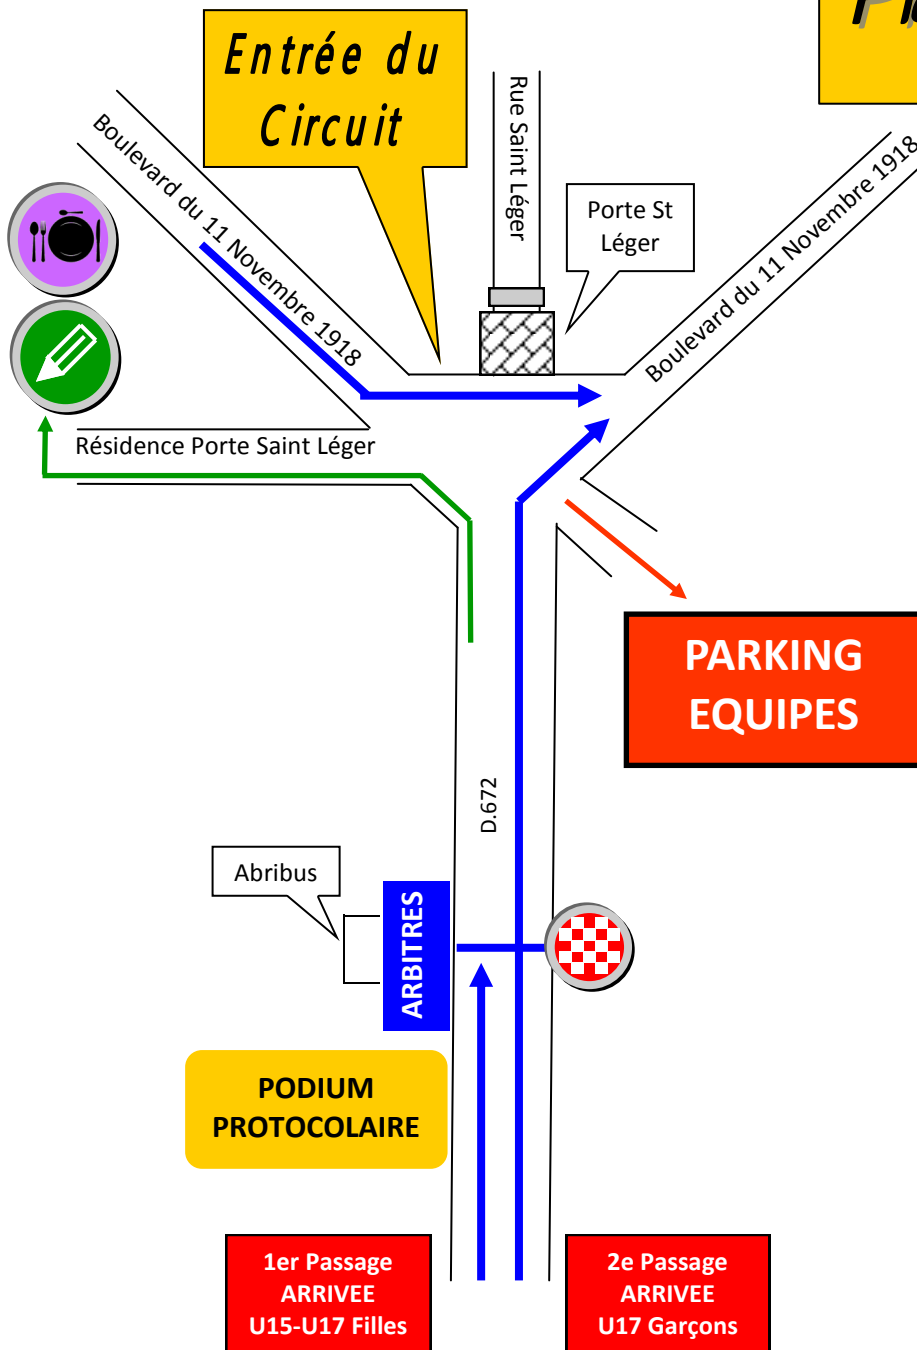 Entrée du
Circuit
Rue Saint Léger
Porte St
Léger
Boulevard du 11 Novembre 1918
Boulevard du 11 Novembre 1918
Résidence Porte Saint Léger
PARKING
EQUIPES
D.672
Abribus
ARBITRES
PODIUM
PROTOCOLAIRE
1er Passage
ARRIVEE
U15-U17 Filles
2e Passage
ARRIVEE
U17 Garçons